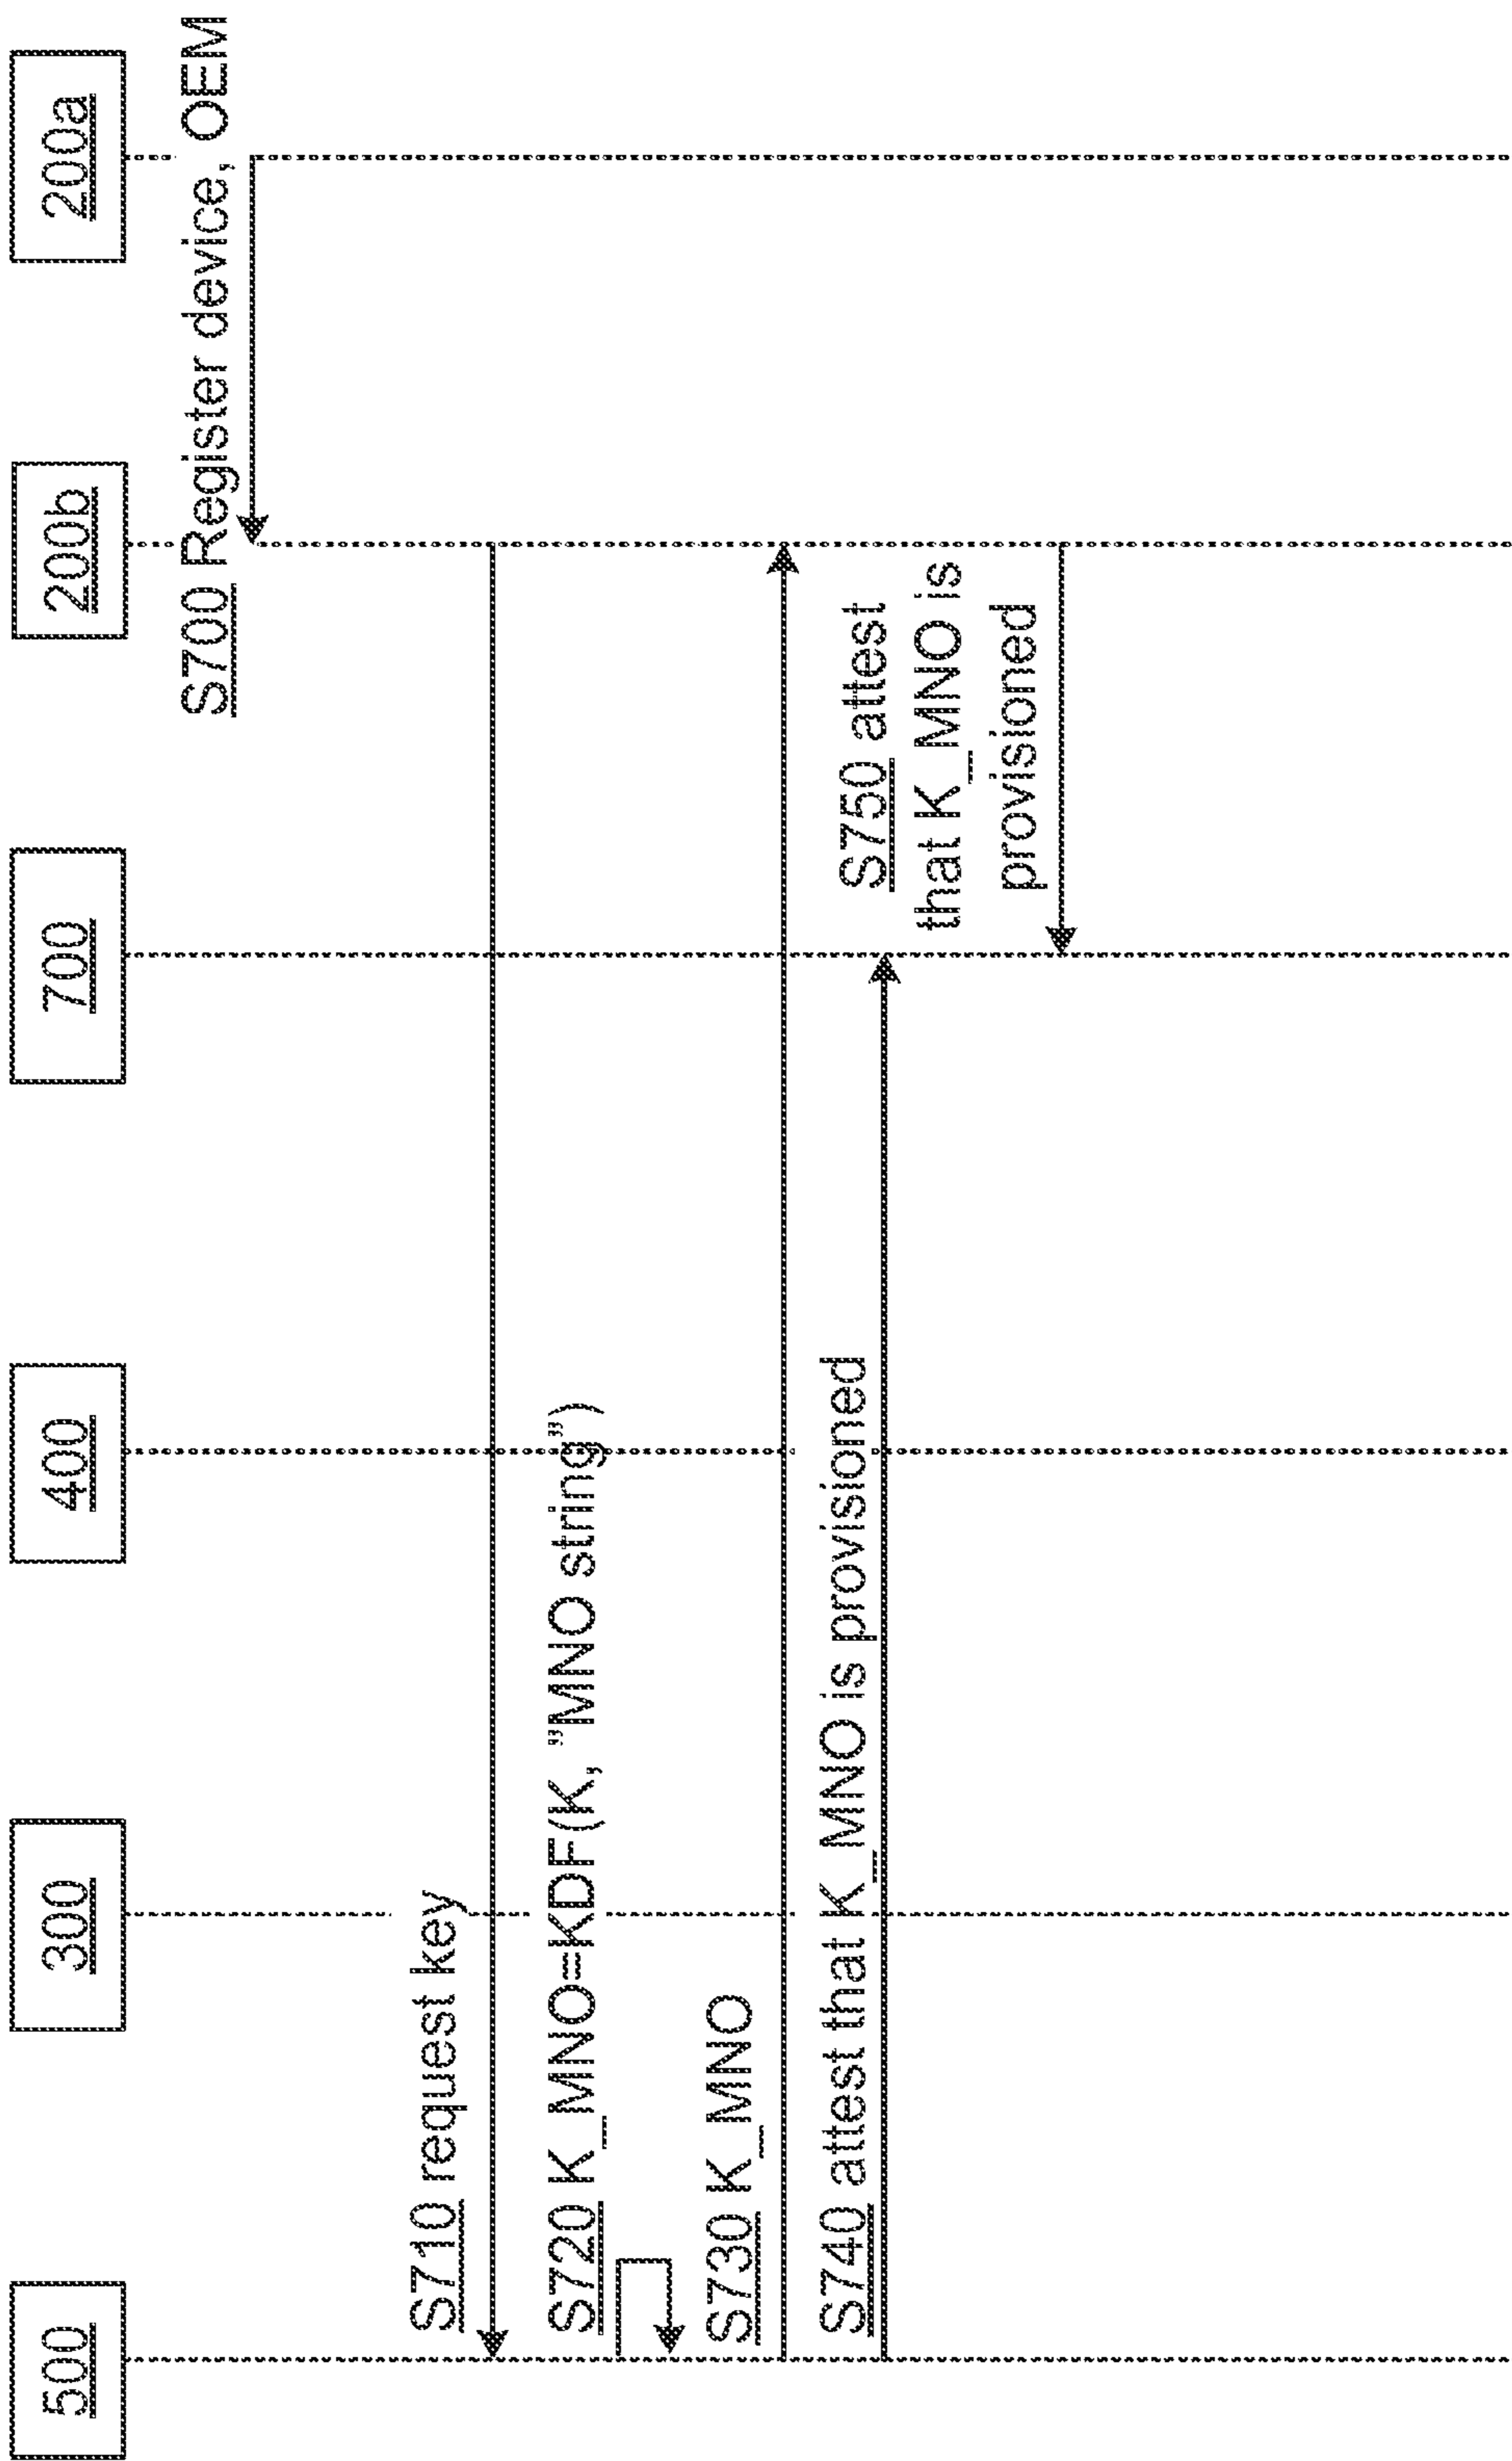 500
300
400
700
200b
200a
S700 Register device, OEM
S710 request key
S720 K_MNO=KDF(K, ”MNO string”)
S730 K_MNO
S740 attest that K_MNO is provisioned
S750 attest
that K_MNO is
provisioned